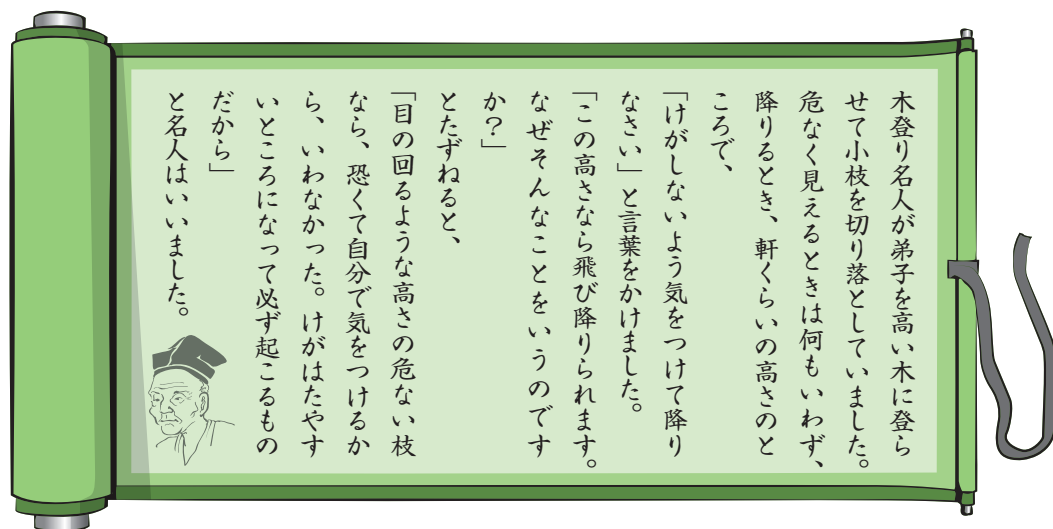 木登り名人が弟子を高い木に登ら
せて小枝を切り落としていました。
危なく見えるときは何もいわず、
降りるとき、軒くらいの高さのと
ころで、
「けがしないよう気をつけて降り
なさい」と言葉をかけました。
「この高さなら飛び降りられます。
なぜそんなことをいうのです
か？」
とたずねると、
「目の回るような高さの危ない枝
なら、恐くて自分で気をつけるか
ら、いわなかった。けがはたやす
いところになって必ず起こるもの
だから」
と名人はいいました。